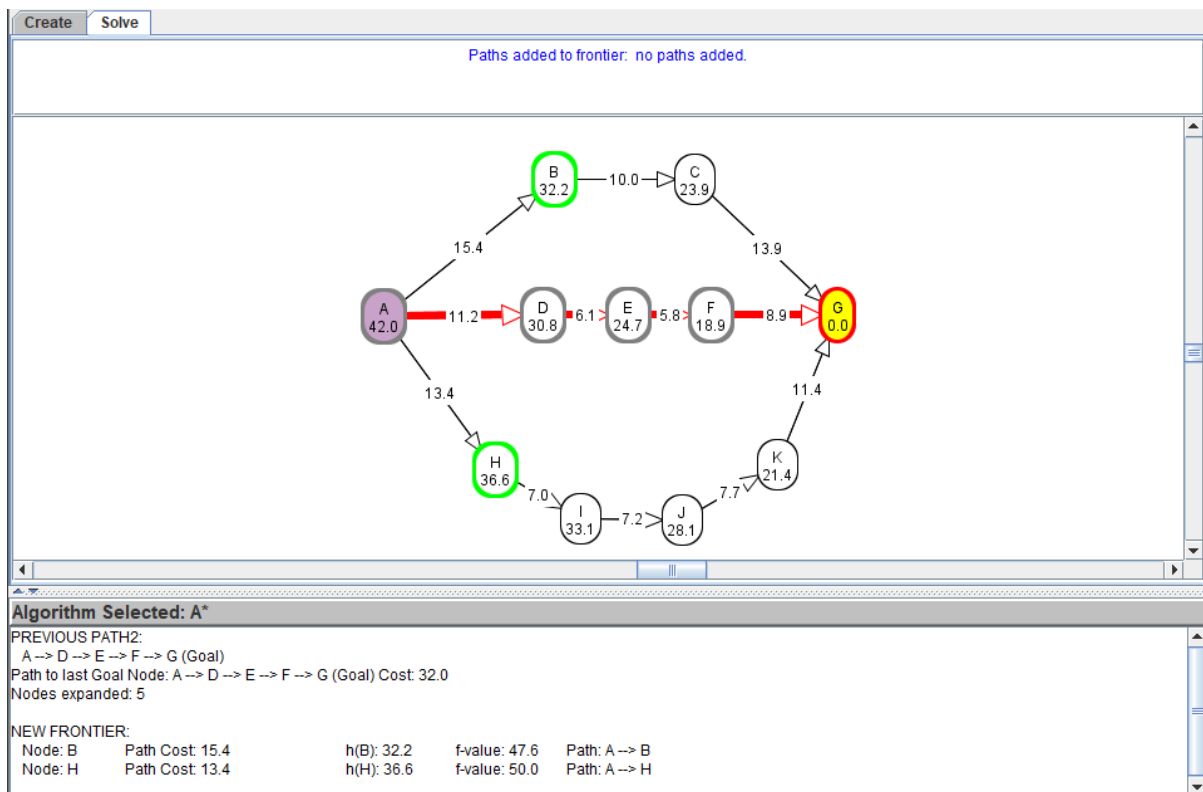 Create Solve
Paths added to frontier: no paths added.
B
32.2
10.0
C
23.9
15.4
13.9
A
42.0
11.2
D
30.8
6.1
E
24.7
5.8
F
18.9
8.9
G
0.0
13.4
11.4
H
36.6
7.0
I
33.1
7.2
J
28.1
7.7
K
21.4
Algorithm Selected: A*
PREVIOUS PATH2:
A --> D --> E --> F --> G (Goal)
Path to last Goal Node: A --> D --> E --> F --> G (Goal) Cost: 32.0
Nodes expanded: 5
NEW FRONTIER:
Node: B Path Cost: 15.4 h(B): 32.2 f-value: 47.6 Path: A --> B
Node: H Path Cost: 13.4 h(H): 36.6 f-value: 50.0 Path: A --> H